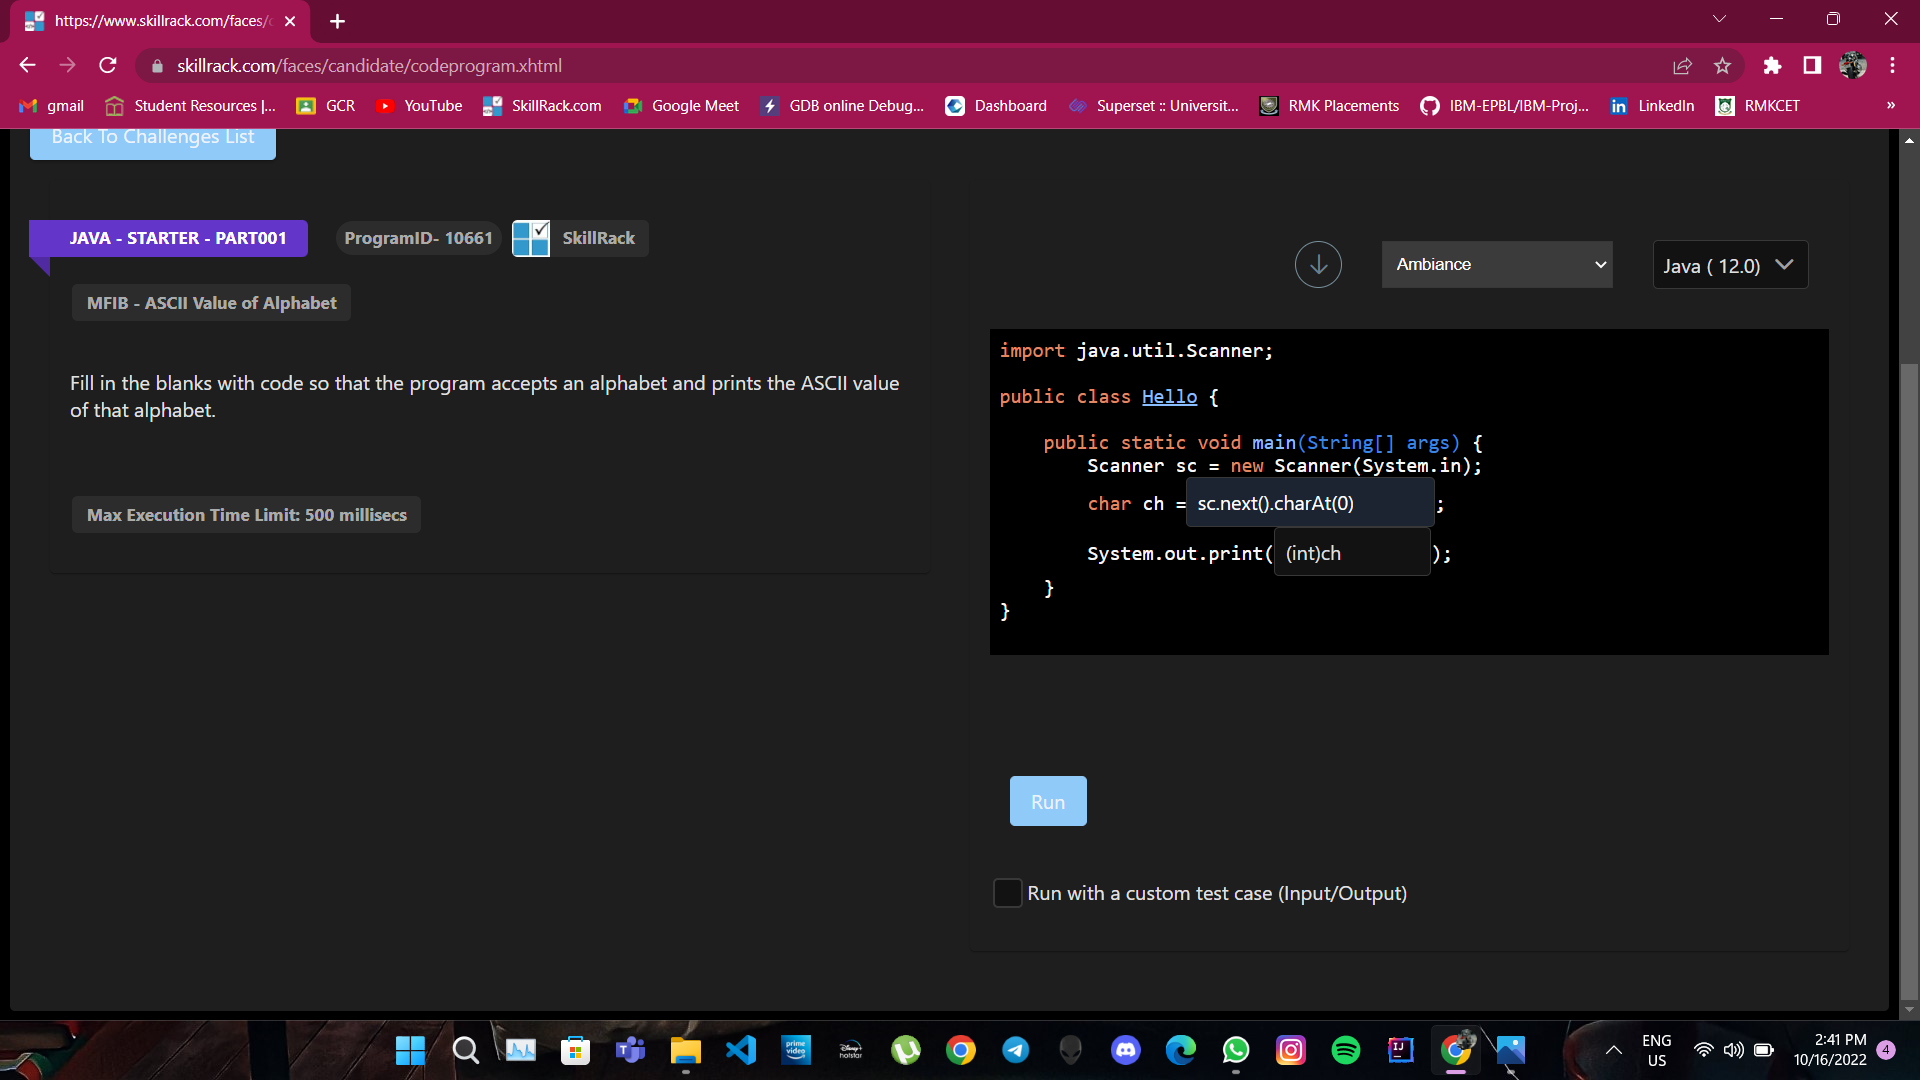 https://www.skillrack.com/faces/c
skillrack.com/faces/candidate/codeprogram.xhtml
gmail
Student Resources |...
GCR
YouTube
SkillRack.com
Google Meet
GDB online Debug...
Dashboard
Superset :: Universit...
RMK Placements
IBM-EPBL/IBM-Proj...
LinkedIn
RMKCET
»
Back To Challenges List
JAVA - STARTER - PART001
ProgramID- 10661
SkillRack
Ambiance
Java ( 12.0)
MFIB - ASCII Value of Alphabet
Fill in the blanks with code so that the program accepts an alphabet and prints the ASCII value
of that alphabet.
Max Execution Time Limit: 500 millisecs
import java.util.Scanner;
public class Hello {
public static void main(String[] args) {
Scanner sc = new Scanner(System.in);
char ch = sc.next().charAt(0) ;
System.out.print( (int)ch );
}
}
Run
Run with a custom test case (Input/Output)
prime video
Disney hotstar
ENG
US
2:41 PM
10/16/2022
4